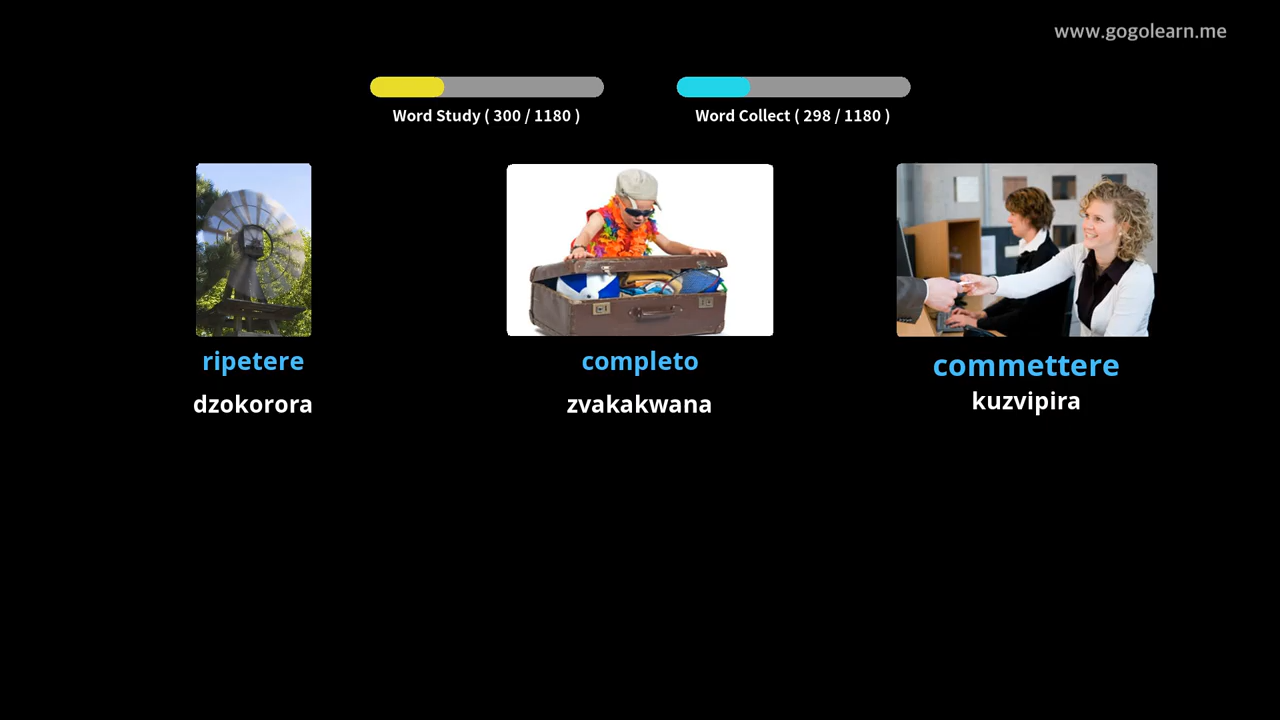 www.gogolearn.me
Word Study ( 300 / 1180 )
Word Collect ( 298 / 1180 )
ripetere
completo
commettere
dzokorora
zvakakwana
kuzvipira